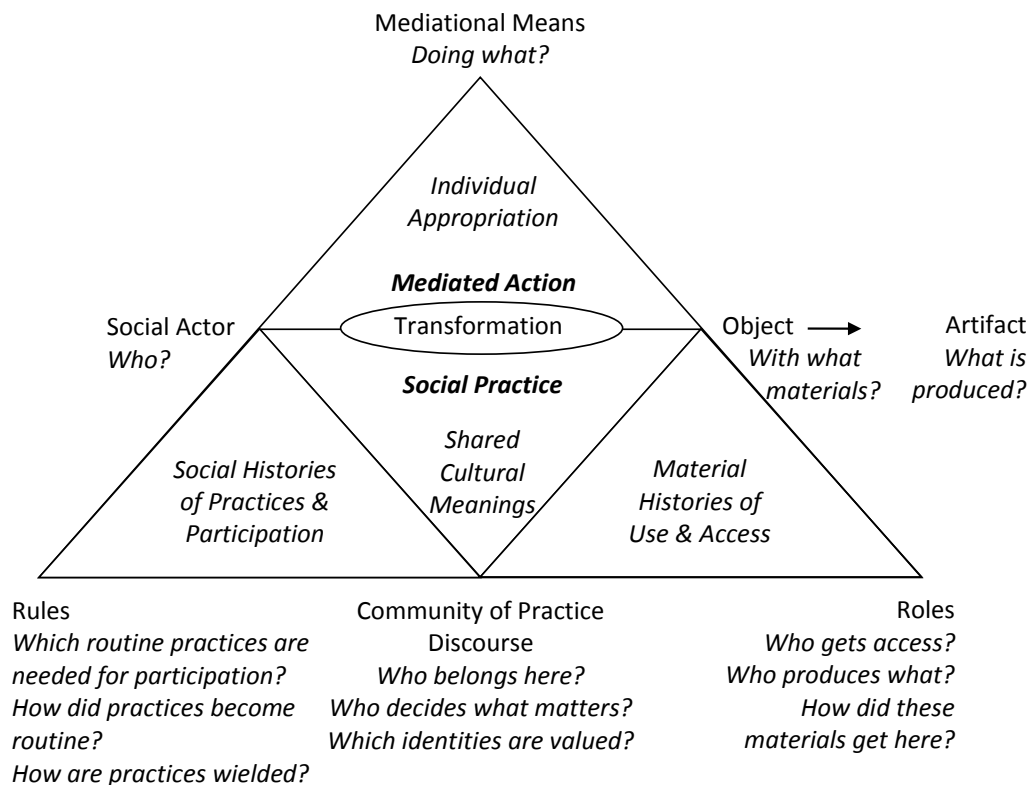 Mediational Means
Doing what?
Individual
Appropriation
Mediated Action
Social Actor
Who?
Transformation
Object
With what
materials?
Artifact
What is
produced?
Social Practice
Shared
Cultural
Meanings
Social Histories
of Practices &
Participation
Material
Histories of
Use & Access
Rules
Which routine practices are
needed for participation?
How did practices become
routine?
How are practices wielded?
Community of Practice
Discourse
Who belongs here?
Who decides what matters?
Which identities are valued?
Roles
Who gets access?
Who produces what?
How did these
materials get here?